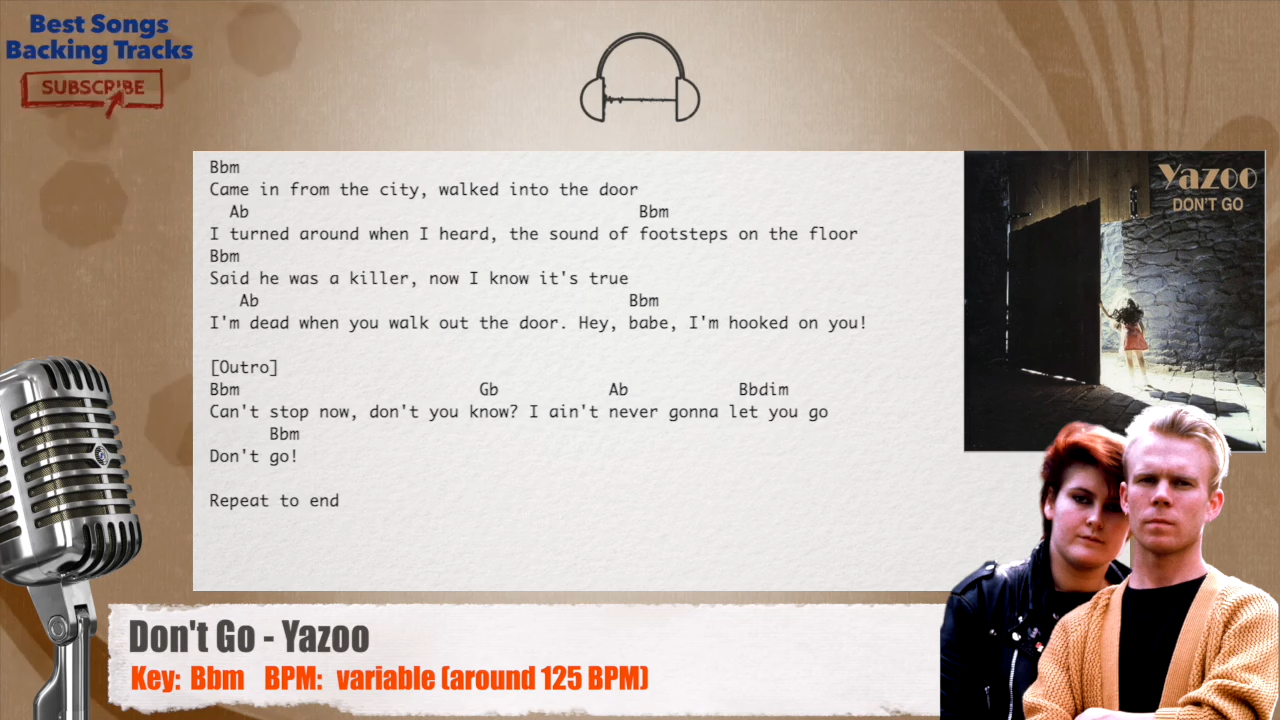 Best Songs
Backing Tracks
SUBSCRIBE
Bbm
Came in from the city, walked into the door
Ab Bbm
I turned around when I heard, the sound of footsteps on the floor
Bbm
Said he was a killer, now I know it's true
Ab Bbm
I'm dead when you walk out the door. Hey, babe, I'm hooked on you!
[Outro]
Bbm Gb Ab Bbdim
Can't stop now, don't you know? I ain't never gonna let you go
Bbm
Don't go!
Repeat to end
Yazoo
DON'T GO
Don't Go - Yazoo
Key: Bbm BPM: variable (around 125 BPM)